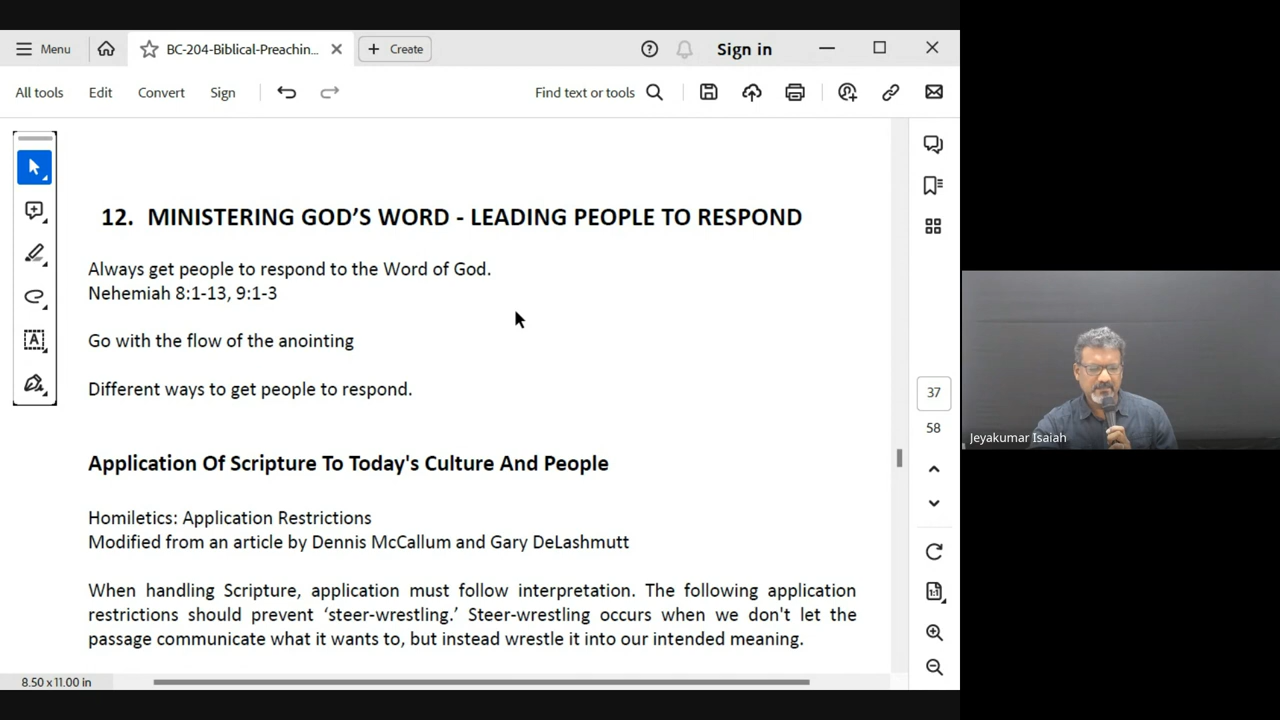 Menu
BC-204-Biblical-Preachin...
Create
Sign in
All tools
Edit
Convert
Sign
Find text or tools
12. MINISTERING GOD'S WORD - LEADING PEOPLE TO RESPOND
Always get people to respond to the Word of God.
Nehemiah 8:1-13, 9:1-3
Go with the flow of the anointing
Different ways to get people to respond.
Application Of Scripture To Today's Culture And People
Homiletics: Application Restrictions
Modified from an article by Dennis McCallum and Gary DeLashmutt
When handling Scripture, application must follow interpretation. The following application
restrictions should prevent ‘steer-wrestling.’ Steer-wrestling occurs when we don't let the
passage communicate what it wants to, but instead wrestle it into our intended meaning.
37
58
1:1
8.50 x 11.00 in
Jeyakumar Isaiah